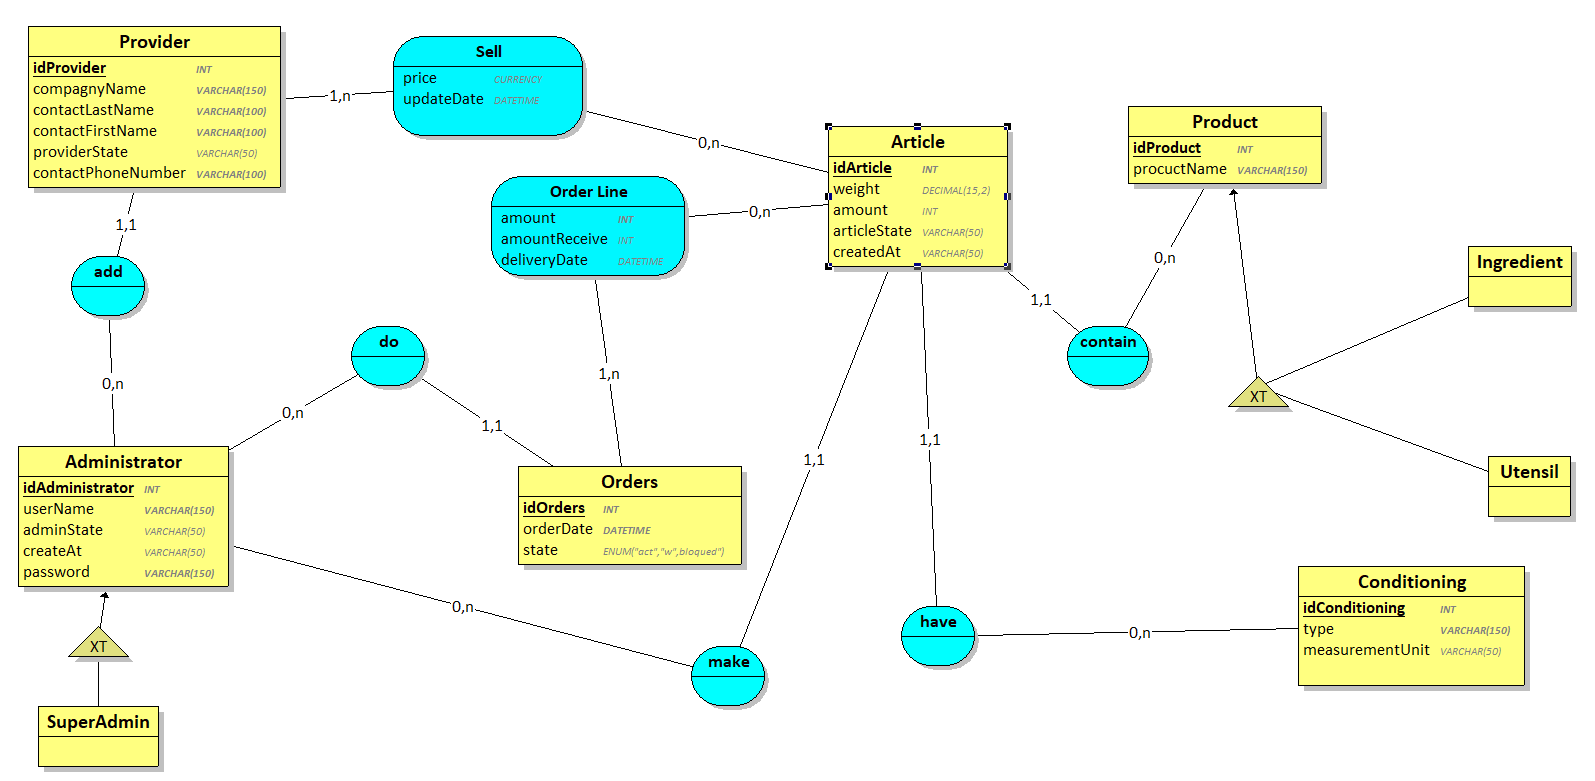 Provider
idProvider INT
compagnyName VARCHAR(150)
contactLastName VARCHAR(100)
contactFirstName VARCHAR(100)
providerState VARCHAR(50)
contactPhoneNumber VARCHAR(100)
1,n
Sell
price CURRENCY
updateDate DATETIME
0,n
Article
idArticle INT
weight DECIMAL(15,2)
amount INT
articleState VARCHAR(50)
createdAt VARCHAR(50)
Product
idProduct INT
procuctName VARCHAR(150)
Order Line
amount INT
amountReceive INT
deliveryDate DATETIME
0,n
1,1
add
0,n
do
0,n
1,1
1,n
1,1
0,n
contain
Ingredient
XT
Utensil
Administrator
idAdministrator INT
userName VARCHAR(150)
adminState VARCHAR(50)
createAt VARCHAR(50)
password VARCHAR(150)
Orders
idOrders INT
orderDate DATETIME
state ENUM("act","w",bloqued")
1,1
1,1
0,n
make
have
0,n
Conditioning
idConditioning INT
type VARCHAR(150)
measurementUnit VARCHAR(50)
XT
SuperAdmin